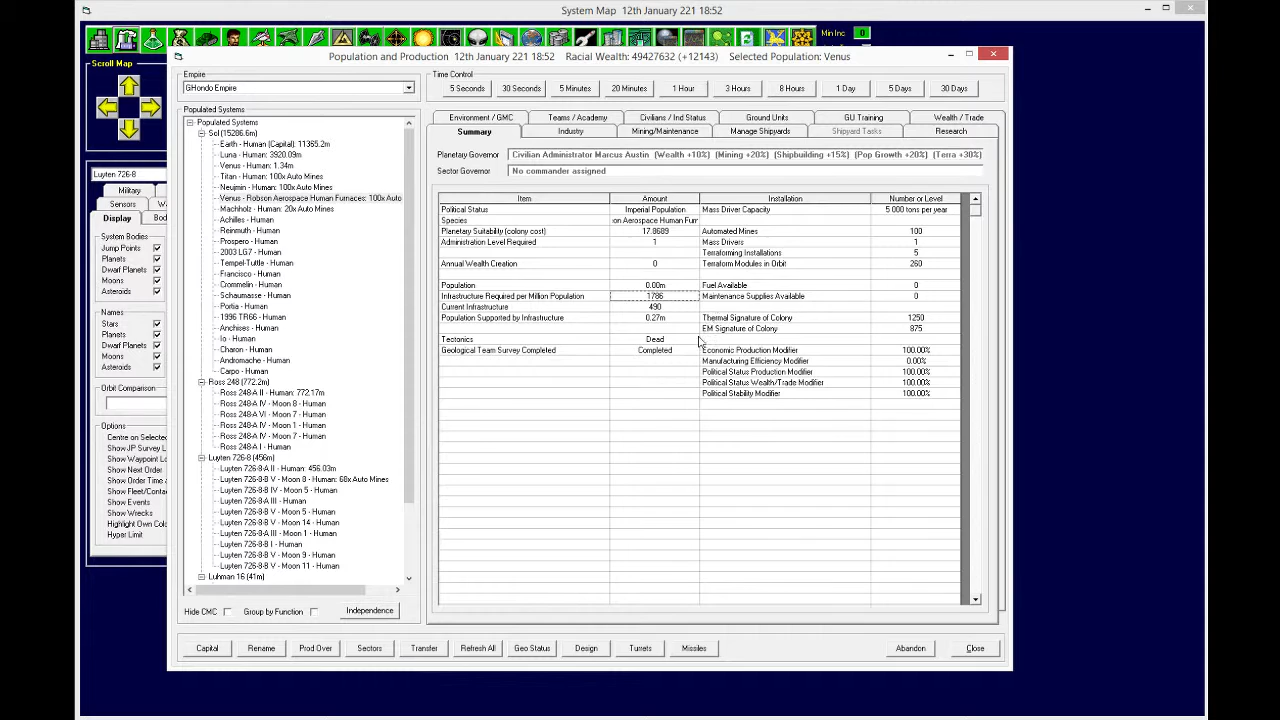 System Map 12th January 221 18:52
Min Inc 0
Scroll Map
Luyten 726-8
Military
Sensors
Display
System Bodies
Jump Points
Planets
Dwarf Planets
Moons
Asteroids
Names
Stars
Planets
Dwarf Planets
Moons
Asteroids
Orbit Comparison
Options
Centre on Selected
Show JP Survey L
Show Waypoint Lo
Show Next Order
Show Order Time a
Show Fleet/Contac
Show Events
Show Wrecks
Highlight Own Colo
Hyper Limit
Population and Production 12th January 221 18:52 Racial Wealth: 49427632 (+12143) Selected Population: Venus
Empire
GHondo Empire
Populated Systems
Populated Systems
Sol (15286.6m)
Earth - Human (Capital): 11365.2m
Luna - Human: 3920.09m
Venus - Human: 1.34m
Titan - Human: 100x Auto Mines
Neujmin - Human: 100x Auto Mines
Venus - Robson Aerospace Human Furnaces: 100x Auto
Machholz - Human: 20x Auto Mines
Achilles - Human
Reinmuth - Human
Prospero - Human
2003 LG7 - Human
Tempel-Tuttle - Human
Francisco - Human
Crommelin - Human
Schaumasse - Human
Portia - Human
1996 TR66 - Human
Anchises - Human
Io - Human
Charon - Human
Andromache - Human
Carpo - Human
Ross 248 (772.2m)
Ross 248-A II - Human: 772.17m
Ross 248-A IV - Moon 8 - Human
Ross 248-A VI - Moon 7 - Human
Ross 248-A IV - Moon 1 - Human
Ross 248-A IV - Moon 7 - Human
Ross 248-A I - Human
Luyten 726-8 (456m)
Luyten 726-8-A II - Human: 456.03m
Luyten 726-8-B V - Moon 8 - Human: 68x Auto Mines
Luyten 726-8-B IV - Moon 5 - Human
Luyten 726-8-A III - Human
Luyten 726-8-B V - Moon 5 - Human
Luyten 726-8-B V - Moon 14 - Human
Luyten 726-8-A III - Moon 1 - Human
Luyten 726-8-B I - Human
Luyten 726-8-B V - Moon 9 - Human
Luyten 726-8-B V - Moon 11 - Human
Luhman 16 (41m)
Hide CMC Group by Function Independence
Time Control
5 Seconds 30 Seconds 5 Minutes 20 Minutes 1 Hour 3 Hours 8 Hours 1 Day 5 Days 30 Days
Environment / GMC Teams / Academy Civilians / Ind Status Ground Units GU Training Wealth / Trade
Summary Industry Mining/Maintenance Manage Shipyards Shipyard Tasks Research
Planetary Governor Civilian Administrator Marcus Austin (Wealth +10%) (Mining +20%) (Shipbuilding +15%) (Pop Growth +20%) (Terra +30%)
Sector Governor No commander assigned
Item Amount Installation Number or Level
Political Status Imperial Population Mass Driver Capacity 5 000 tons per year
Species on Aerospace Human Furr
Planetary Suitability (colony cost) 17.8689 Automated Mines 100
Administration Level Required 1 Mass Drivers 1
Terraforming Installations 5
Annual Wealth Creation 0 Terraform Modules in Orbit 260
Population 0.00m Fuel Available 0
Infrastructure Required per Million Population 1786 Maintenance Supplies Available 0
Current Infrastructure 490
Population Supported by Infrastructure 0.27m Thermal Signature of Colony 1250
EM Signature of Colony 875
Tectonics Dead
Geological Team Survey Completed Completed Economic Production Modifier 100.00%
Manufacturing Efficiency Modifier 0.00%
Political Status Production Modifier 100.00%
Political Status Wealth/Trade Modifier 100.00%
Political Stability Modifier 100.00%
Capital Rename Prod Over Sectors Transfer Refresh All Geo Status Design Turrets Missiles Abandon Close